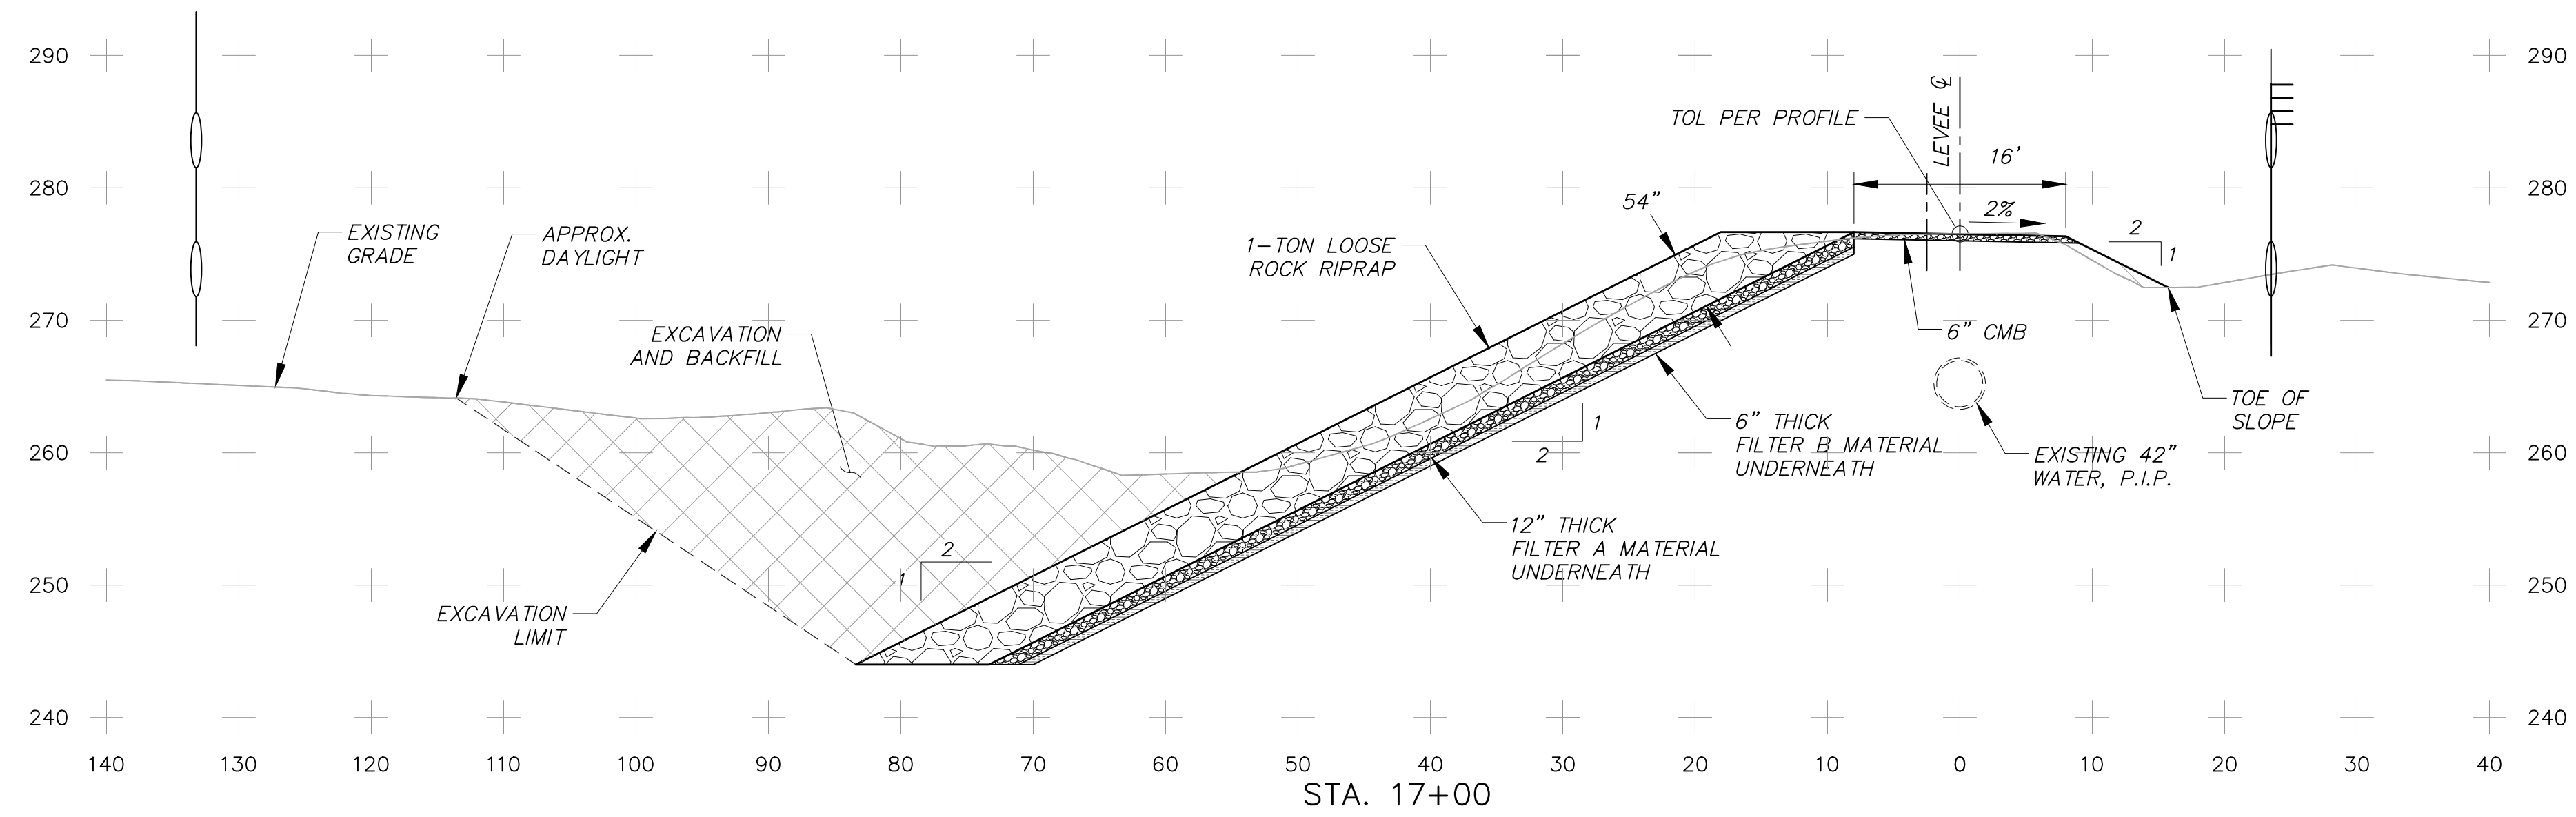 290
290
LEVEE ℄
TOL PER PROFILE
16'
280
280
54"
2%
EXISTING
GRADE
APPROX.
DAYLIGHT
1-TON LOOSE
ROCK RIPRAP
2
1
270
270
EXCAVATION
AND BACKFILL
6" CMB
TOE OF
SLOPE
1
2
6" THICK
FILTER B MATERIAL
UNDERNEATH
EXISTING 42"
WATER, P.I.P.
260
260
12" THICK
FILTER A MATERIAL
UNDERNEATH
2
1
250
250
EXCAVATION
LIMIT
240
240
140 130 120 110 100 90 80 70 60 50 40 30 20 10 0 10 20 30 40
STA. 17+00